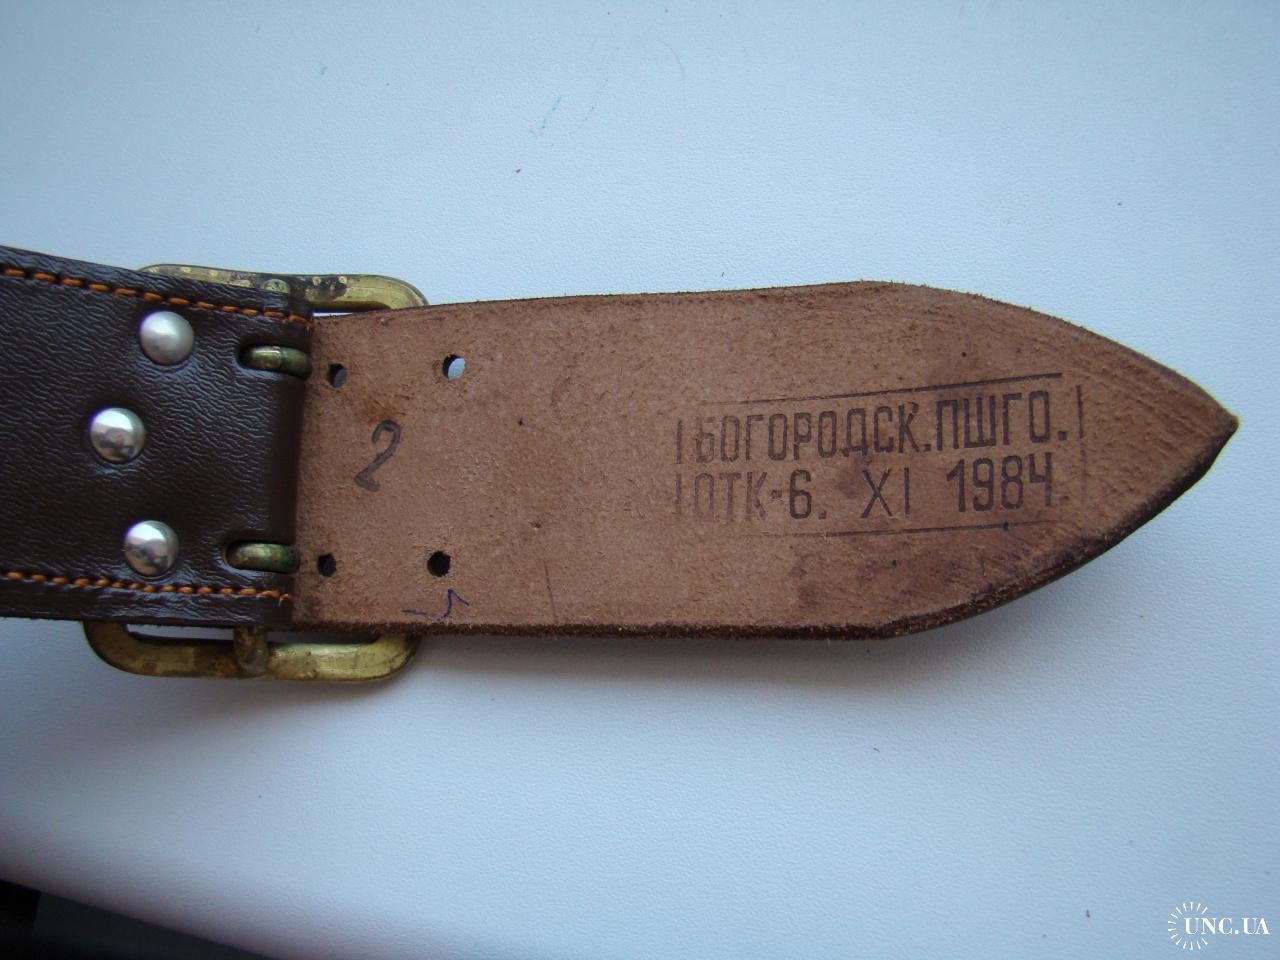 2
БОГОРОДСК.ПШГО.
ОТК-6. XI 1984.
UNC.UA